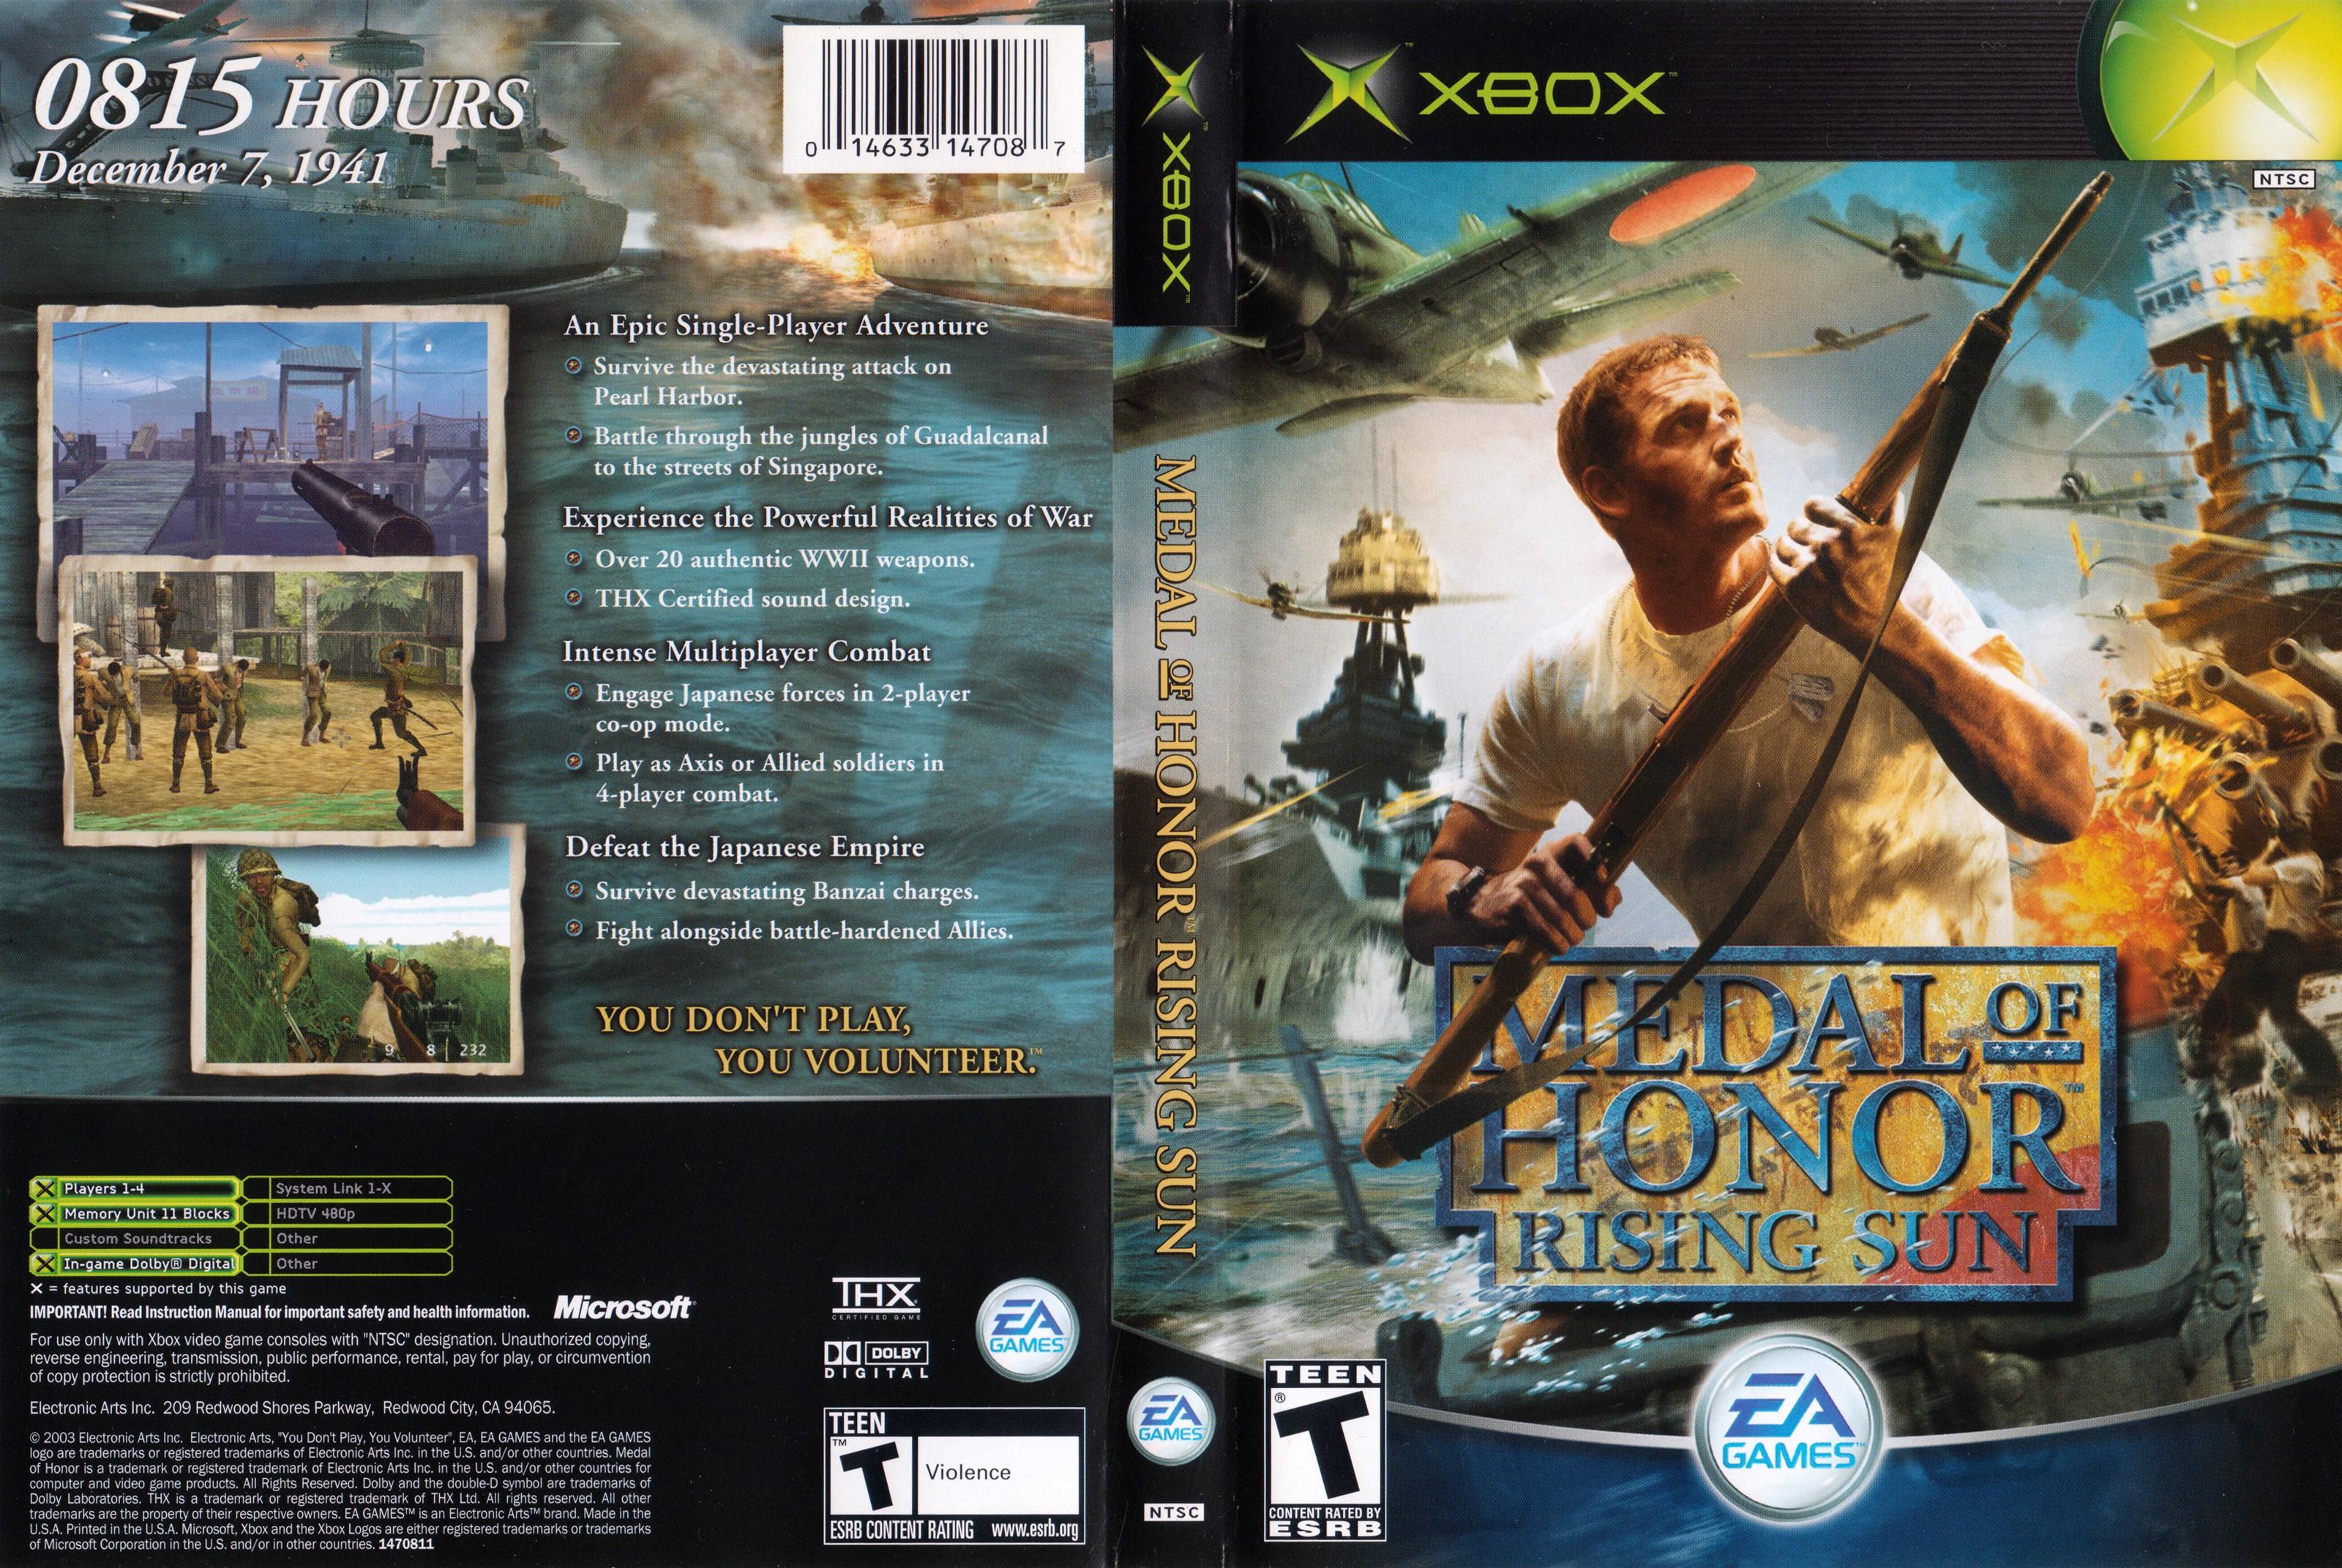 0815 HOURS
December 7, 1941
0 14633 14708 7
An Epic Single-Player Adventure
Survive the devastating attack on
Pearl Harbor.
Battle through the jungles of Guadalcanal
to the streets of Singapore.
Experience the Powerful Realities of War
Over 20 authentic WWII weapons.
THX Certified sound design.
Intense Multiplayer Combat
Engage Japanese forces in 2-player
co-op mode.
Play as Axis or Allied soldiers in
4-player combat.
Defeat the Japanese Empire
Survive devastating Banzai charges.
Fight alongside battle-hardened Allies.
9 8 232
YOU DON'T PLAY,
YOU VOLUNTEER.™
Players 1-4
System Link 1-X
Memory Unit 11 Blocks
HDTV 480p
Custom Soundtracks
Other
In-game Dolby® Digital
Other
X = features supported by this game
IMPORTANT! Read Instruction Manual for important safety and health information.
Microsoft
For use only with Xbox video game consoles with "NTSC" designation. Unauthorized copying,
reverse engineering, transmission, public performance, rental, pay for play, or circumvention
of copy protection is strictly prohibited.
Electronic Arts Inc. 209 Redwood Shores Parkway, Redwood City, CA 94065.
© 2003 Electronic Arts Inc. Electronic Arts, "You Don't Play, You Volunteer", EA, EA GAMES and the EA GAMES
logo are trademarks or registered trademarks of Electronic Arts Inc. in the U.S. and/or other countries. Medal
of Honor is a trademark or registered trademark of Electronic Arts Inc. in the U.S. and/or other countries for
computer and video game products. All Rights Reserved. Dolby and the double-D symbol are trademarks of
Dolby Laboratories. THX is a trademark or registered trademark of THX Ltd. All rights reserved. All other
trademarks are the property of their respective owners. EA GAMES™ is an Electronic Arts™ brand. Made in the
U.S.A. Printed in the U.S.A. Microsoft, Xbox and the Xbox Logos are either registered trademarks or trademarks
of Microsoft Corporation in the U.S. and/or in other countries. 1470811
THX
CERTIFIED GAME
DOLBY
DIGITAL
EA
GAMES
TEEN
T™
Violence
ESRB CONTENT RATING www.esrb.org
XBOX™
MEDAL OF HONOR™ RISING SUN
EA
GAMES
NTSC
XBOX™
NTSC
MEDAL OF
HONOR™
RISING SUN
TEEN
T®
CONTENT RATED BY
ESRB
EA
GAMES™